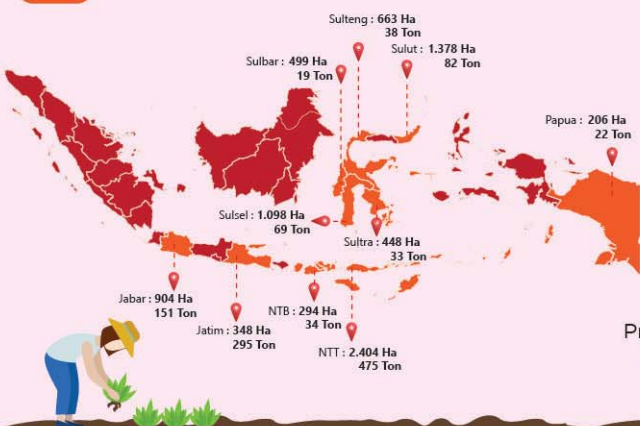 Sulteng : 663 Ha
38 Ton
Sulut : 1.378 Ha
82 Ton
Sulbar : 499 Ha
19 Ton
Papua : 206 Ha
22 Ton
Sulsel : 1.098 Ha
69 Ton
Sultra : 448 Ha
33 Ton
Jabar : 904 Ha
151 Ton
Jatim : 348 Ha
295 Ton
NTB : 294 Ha
34 Ton
NTT : 2.404 Ha
475 Ton